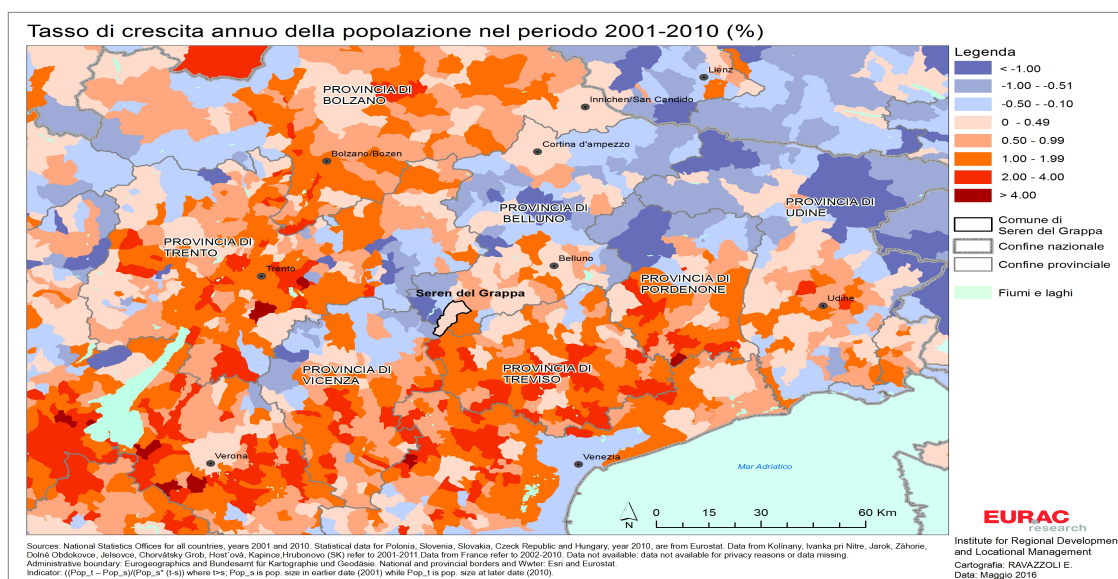 Tasso di crescita annuo della popolazione nel periodo 2001-2010 (%)
Legenda
< -1.00
-1.00 - -0.51
-0.50 - -0.10
0 - 0.49
0.50 - 0.99
1.00 - 1.99
2.00 - 4.00
> 4.00
Comune di
Seren del Grappa
Confine nazionale
Confine provinciale
Fiumi e laghi
Lienz
PROVINCIA DI
BOLZANO
Innichen/San Candido
Cortina d'ampezzo
Bolzano/Bozen
PROVINCIA DI
BELLUNO
PROVINCIA DI
UDINE
PROVINCIA DI
TRENTO
Trento
Belluno
PROVINCIA DI
PORDENONE
Seren del Grappa
Udine
PROVINCIA DI
VICENZA
PROVINCIA DI
TREVISO
Verona
Venezia
Mar Adriatico
N
0 15 30 60 Km
EURAC
research
Institute for Regional Development
and Locational Management
Cartografia: RAVAZZOLI E.
Data: Maggio 2016
Sources: National Statistics Offices for all countries, years 2001 and 2010. Statistical data for Polonia, Slovenia, Slovakia, Czeck Republic and Hungary, year 2010, are from Eurostat. Data from Kolínany, Ivanka pri Nitre, Jarok, Záhorie,
Dolné Obdokovce, Jelsovce, Chorvátsky Grob, Host'ová, Kapince,Hrubonovo (SK) refer to 2001-2011.Data from France refer to 2002-2010. Data not available: data not available for privacy reasons or data missing.
Administrative boundary: Eurogeographics and Bundesamt für Kartographie und Geodäsie. National and provincial borders and Wwter: Esri and Eurostat.
Indicator: ((Pop_t – Pop_s)/(Pop_s* (t-s)) where t>s; Pop_s is pop. size in earlier date (2001) while Pop_t is pop. size at later date (2010).